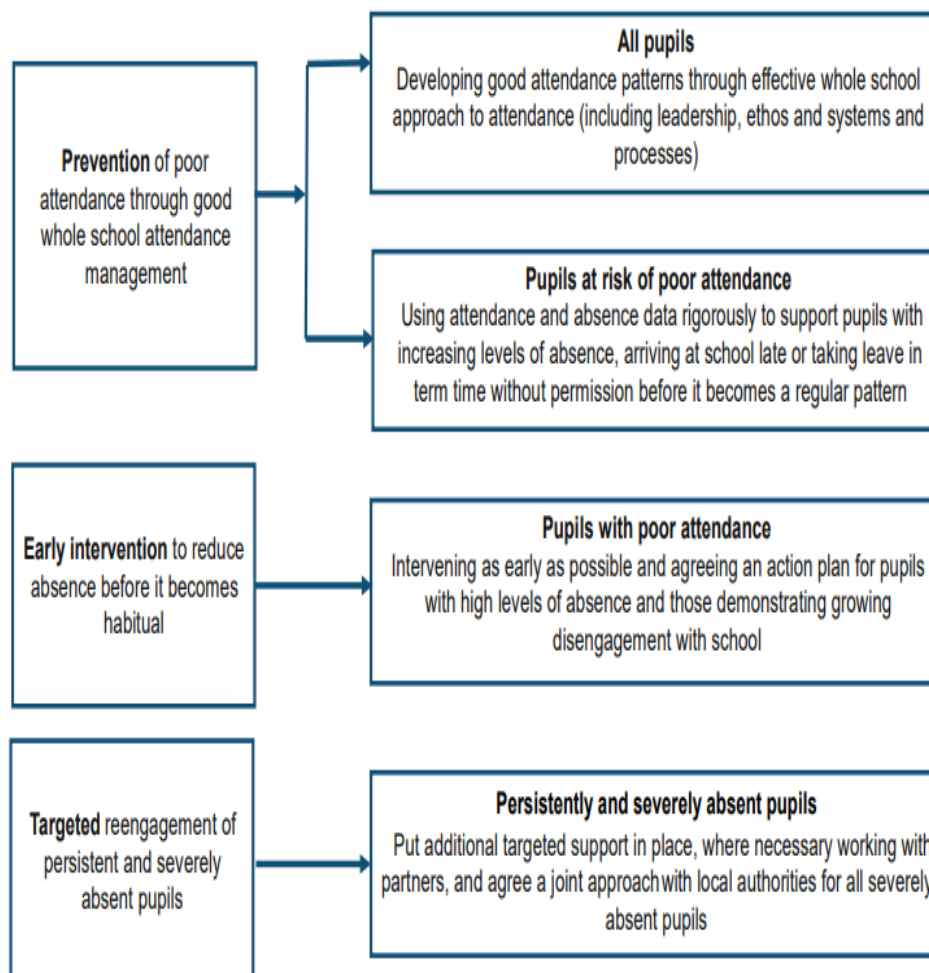 Prevention of poor
attendance through good
whole school attendance
management
All pupils
Developing good attendance patterns through effective whole school
approach to attendance (including leadership, ethos and systems and
processes)
Pupils at risk of poor attendance
Using attendance and absence data rigorously to support pupils with
increasing levels of absence, arriving at school late or taking leave in
term time without permission before it becomes a regular pattern
Early intervention to reduce
absence before it becomes
habitual
Pupils with poor attendance
Intervening as early as possible and agreeing an action plan for pupils
with high levels of absence and those demonstrating growing
disengagement with school
Targeted reengagement of
persistent and severely
absent pupils
Persistently and severely absent pupils
Put additional targeted support in place, where necessary working with
partners, and agree a joint approach with local authorities for all severely
absent pupils